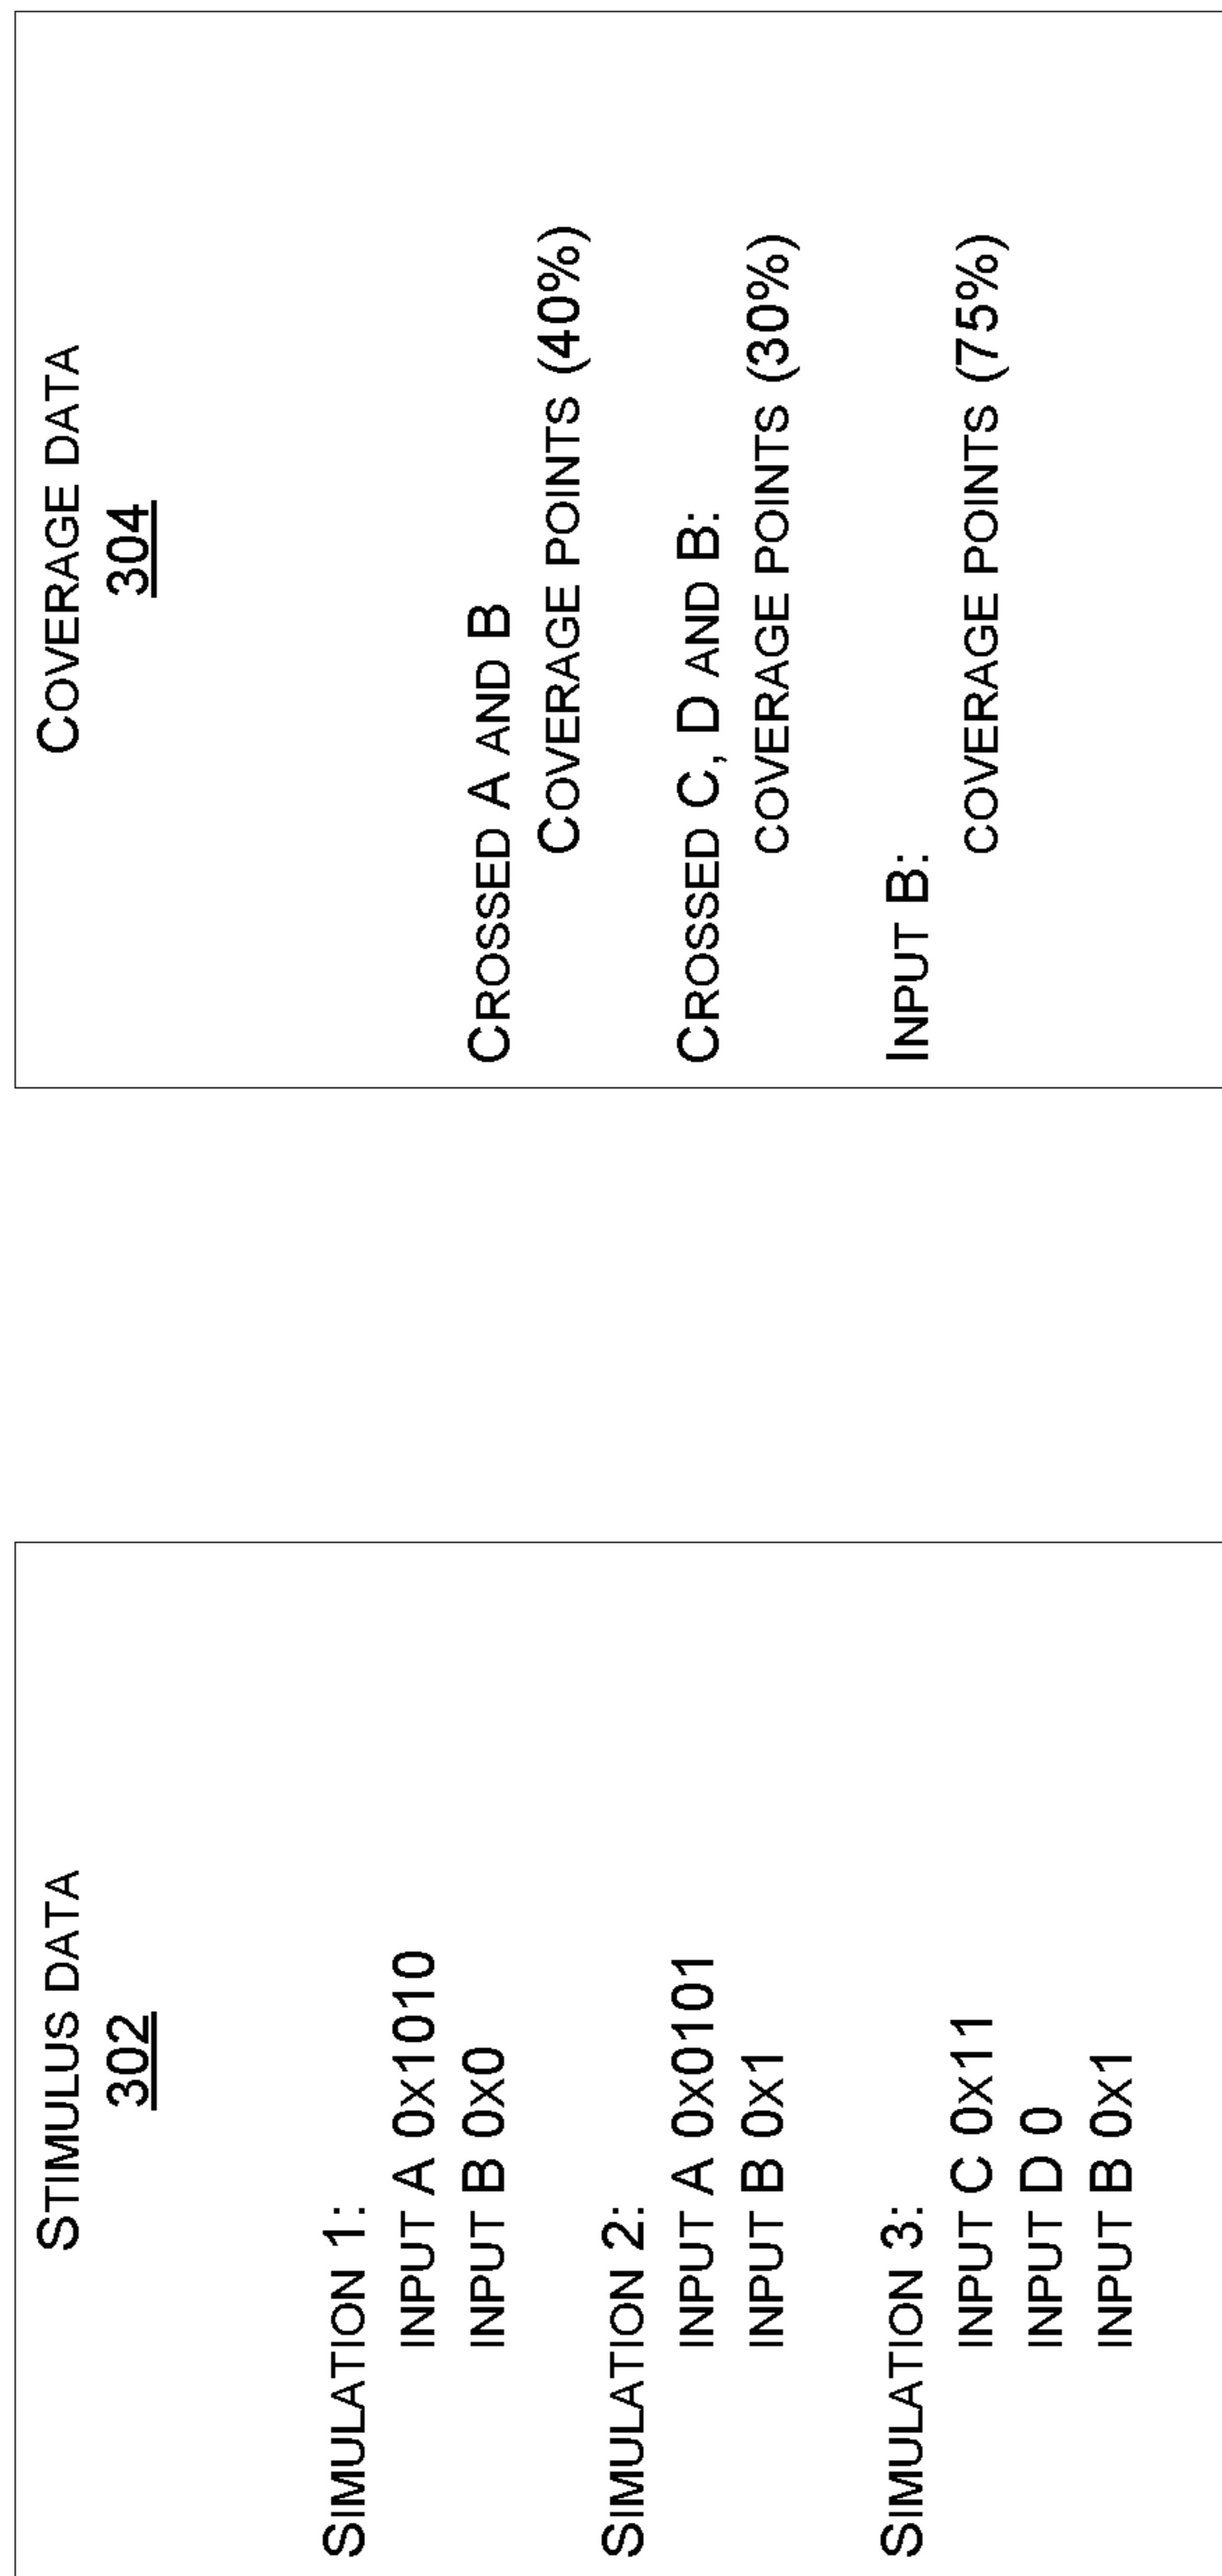 STIMULUS DATA
302
SIMULATION 1:
INPUT A 0X1010
INPUT B 0X0
SIMULATION 2:
INPUT A 0X0101
INPUT B 0X1
SIMULATION 3:
INPUT C 0X11
INPUT D 0
INPUT B 0X1
COVERAGE DATA
304
CROSSED A AND B
COVERAGE POINTS (40%)
CROSSED C, D AND B:
COVERAGE POINTS (30%)
INPUT B:
COVERAGE POINTS (75%)